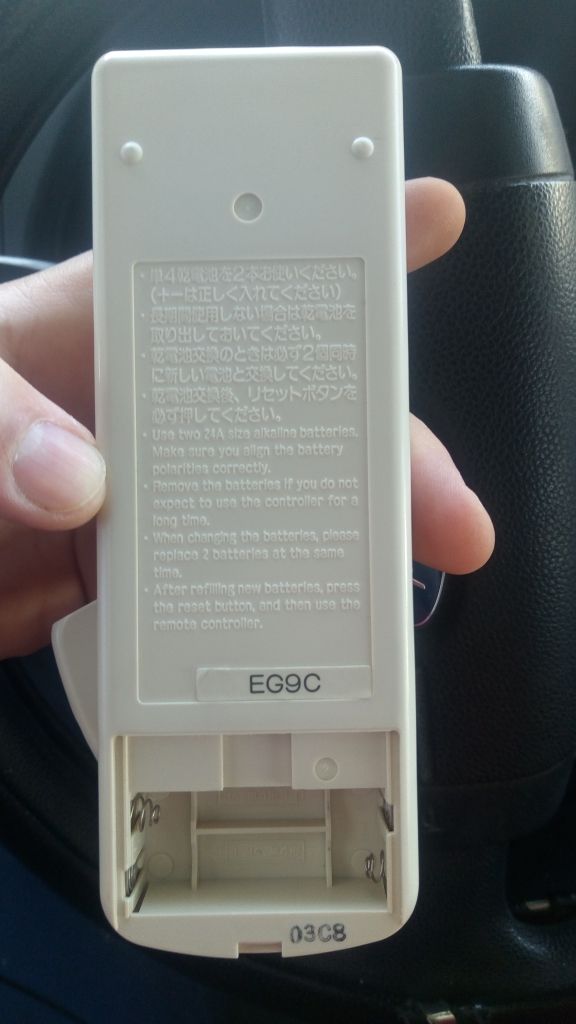 ・単4乾電池を2本お使いください。
(+−は正しく入れてください)
・長期間使用しない場合は乾電池を
取り出しておいてください。
・乾電池交換のときは必ず2個同時
に新しい電池と交換してください。
・乾電池交換後、リセットボタンを
必ず押してください。
・Use two 24A size alkaline batteries.
Make sure you align the battery
polarities correctly.
・Remove the batteries if you do not
expect to use the controller for a
long time.
・When changing the batteries, please
replace 2 batteries at the same
time.
・After refilling new batteries, press
the reset button, and then use the
remote controller.
EG9C
03C8